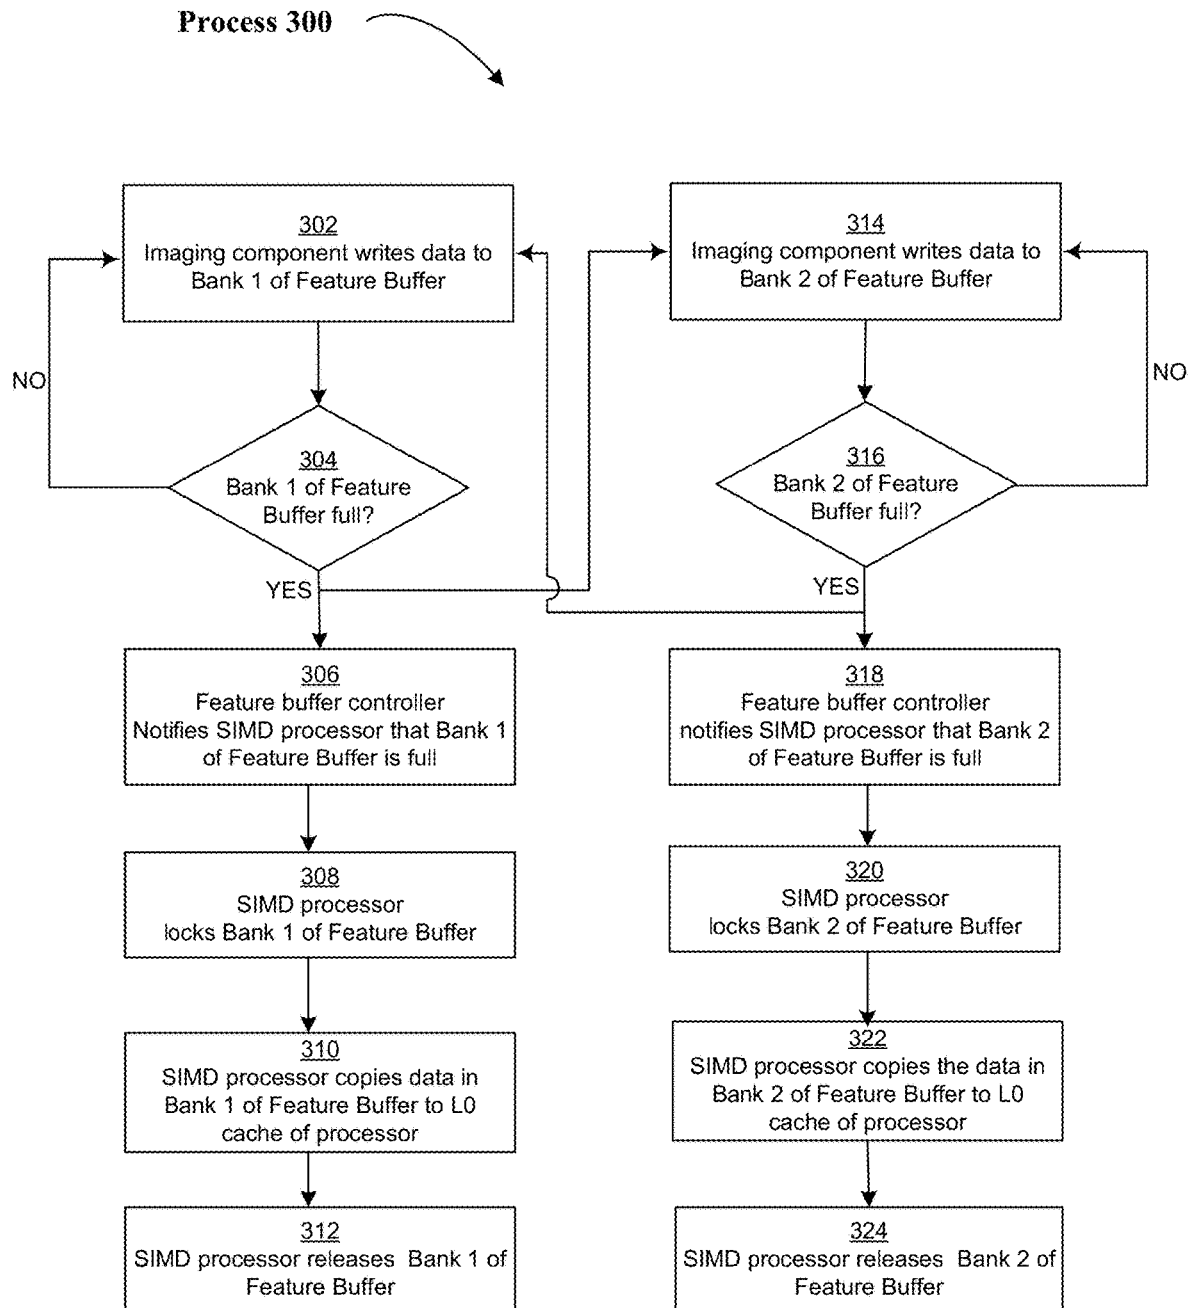 Process 300
302
Imaging component writes data to
Bank 1 of Feature Buffer
NO
304
Bank 1 of Feature
Buffer full?
YES
306
Feature buffer controller
Notifies SIMD processor that Bank 1
of Feature Buffer is full
308
SIMD processor
locks Bank 1 of Feature Buffer
310
SIMD processor copies data in
Bank 1 of Feature Buffer to L0
cache of processor
312
SIMD processor releases Bank 1 of
Feature Buffer
314
Imaging component writes data to
Bank 2 of Feature Buffer
NO
316
Bank 2 of Feature
Buffer full?
YES
318
Feature buffer controller
notifies SIMD processor that Bank 2
of Feature Buffer is full
320
SIMD processor
locks Bank 2 of Feature Buffer
322
SIMD processor copies the data in
Bank 2 of Feature Buffer to L0
cache of processor
324
SIMD processor releases Bank 2 of
Feature Buffer